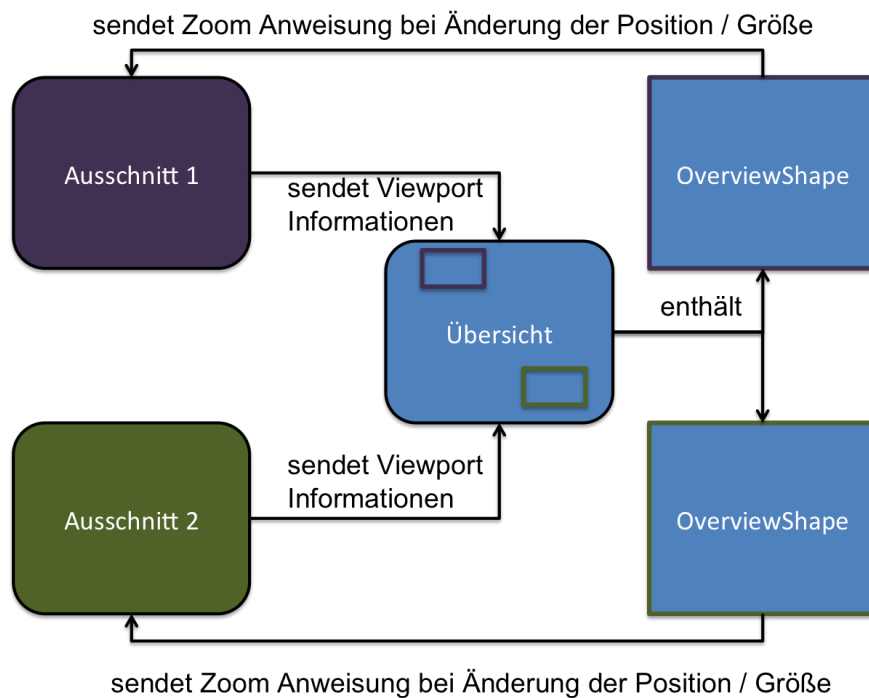 sendet Zoom Anweisung bei Änderung der Position / Größe
Ausschnitt 1
OverviewShape
sendet Viewport
Informationen
Übersicht
enthält
sendet Viewport
Informationen
Ausschnitt 2
OverviewShape
sendet Zoom Anweisung bei Änderung der Position / Größe